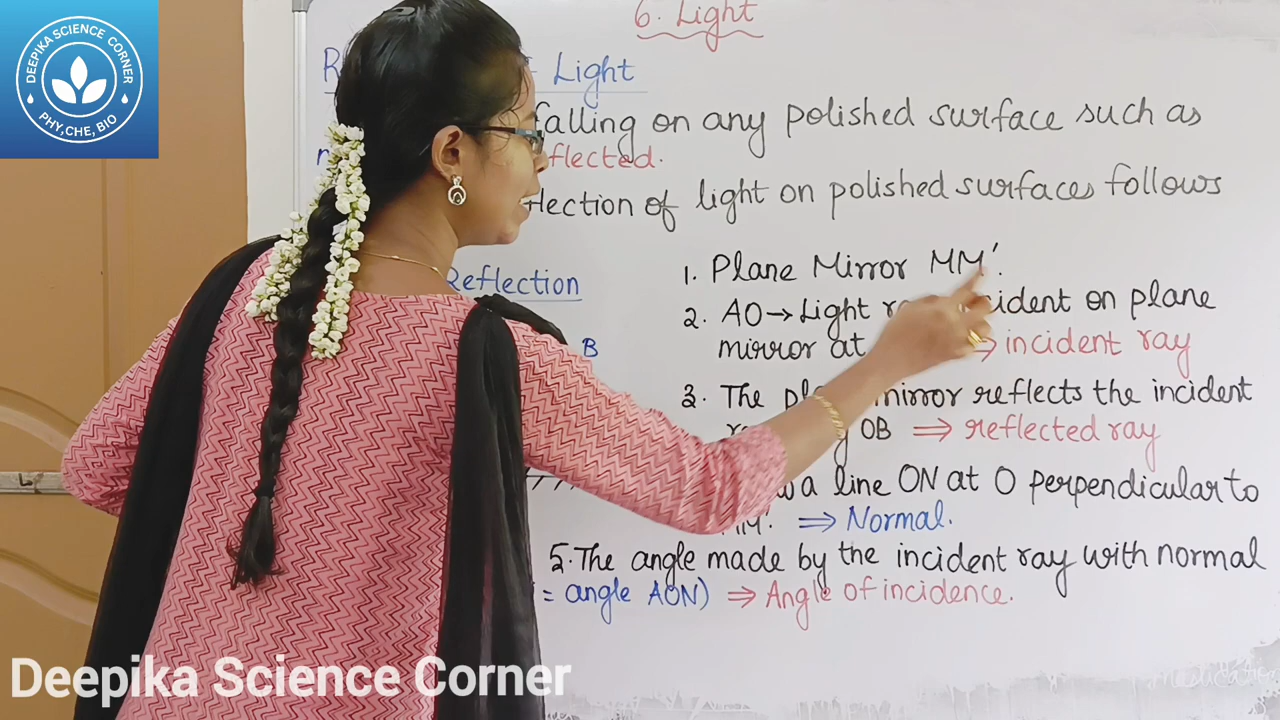 DEEPIKA SCIENCE CORNER
PHY,CHE, BIO
6. Light
Light
falling on any polished surface such as
flected.
flection of light on polished surfaces follows
Reflection
B
1. Plane Mirror MM'.
2. AO→Light incident on plane
mirror at ⇒ incident ray
3. The mirror reflects the incident
OB ⇒ reflected ray
a line ON at O perpendicular to
MM'. ⇒ Normal.
5. The angle made by the incident ray with normal
= angle AON) ⇒ Angle of incidence.
Deepika Science Corner